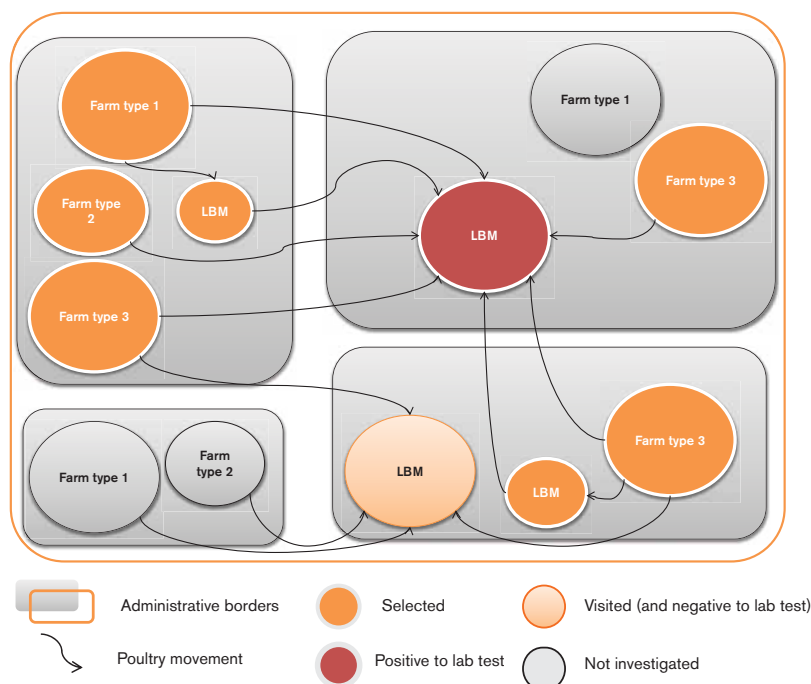 Farm type 1
Farm type
2
LBM
Farm type 3
Farm type 1
Farm type 3
LBM
Farm type 1
Farm
type 2
LBM
LBM
Farm type 3
Administrative borders
Selected
Visited (and negative to lab test)
Poultry movement
Positive to lab test
Not investigated